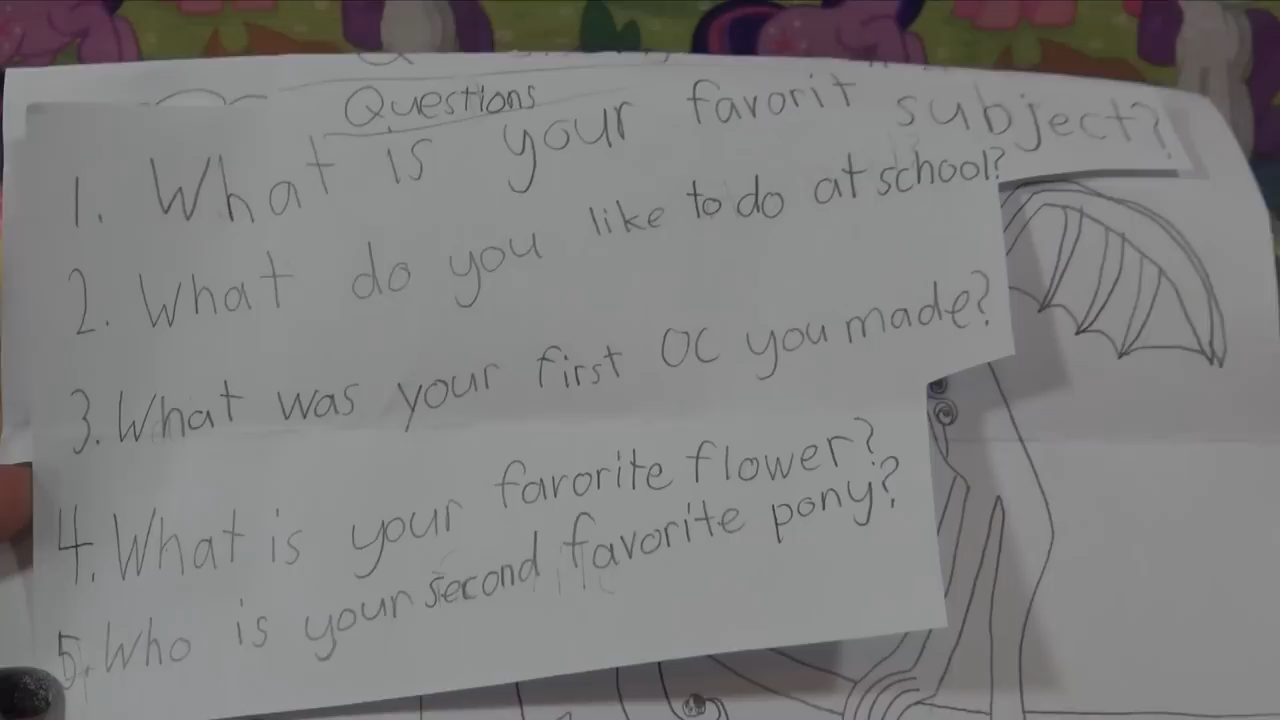 Questions
1. What is your favorit subject?
2. What do you like to do at school?
3. What was your first OC you made?
4. What is your favorite flower?
5. Who is your second favorite pony?